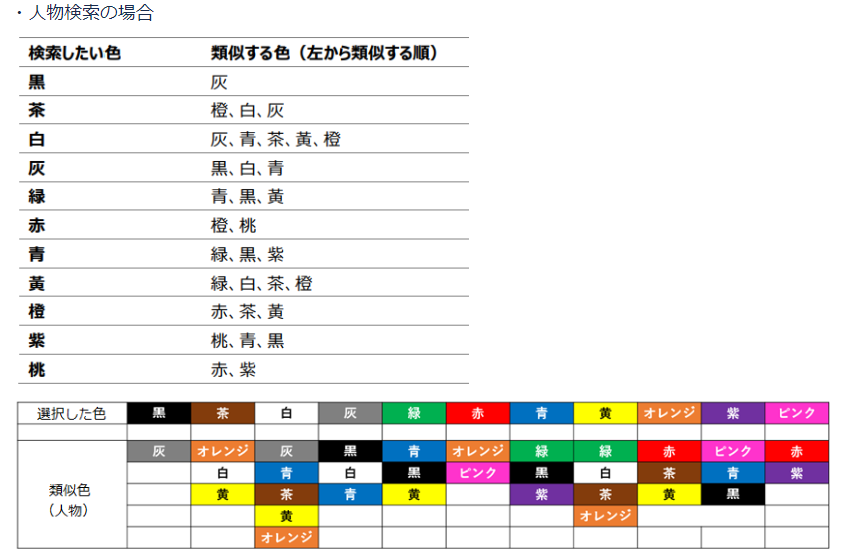 ・人物検索の場合
検索したい色 類似する色（左から類似する順）
黒 灰
茶 橙、白、灰
白 灰、青、茶、黄、橙
灰 黒、白、青
緑 青、黒、黄
赤 橙、桃
青 緑、黒、紫
黄 緑、白、茶、橙
橙 赤、茶、黄
紫 桃、青、黒
桃 赤、紫
選択した色 黒 茶 白 灰 緑 赤 青 黄 オレンジ 紫 ピンク
類似色
（人物）
灰 オレンジ 灰 黒 青 オレンジ 緑 緑 赤 ピンク 赤
白 青 白 黒 ピンク 黒 白 茶 青 紫
黄 茶 青 黄 紫 茶 黄 黒
黄 オレンジ
オレンジ